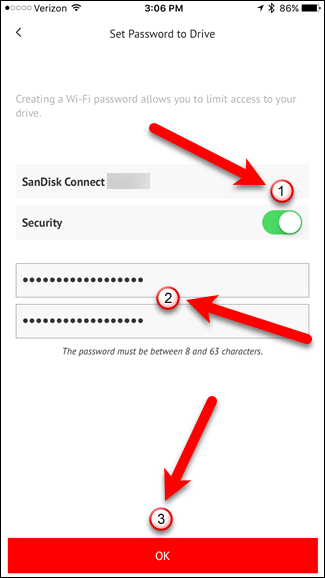 Verizon 3:06 PM 86%
Set Password to Drive
Creating a Wi-Fi password allows you to limit access to your
drive.
SanDisk Connect
1
Security
••••••••••••••••••
2
••••••••••••••••••
The password must be between 8 and 63 characters.
3
OK